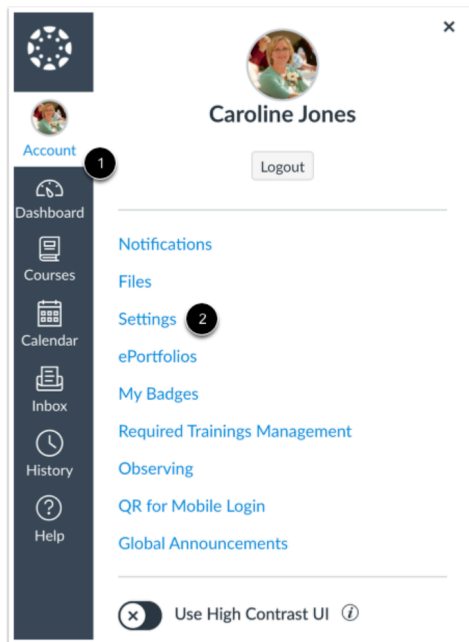 Account
1
Dashboard
Courses
Calendar
Inbox
History
Help
×
Caroline Jones
Logout
Notifications
Files
Settings 2
ePortfolios
My Badges
Required Trainings Management
Observing
QR for Mobile Login
Global Announcements
Use High Contrast UI i